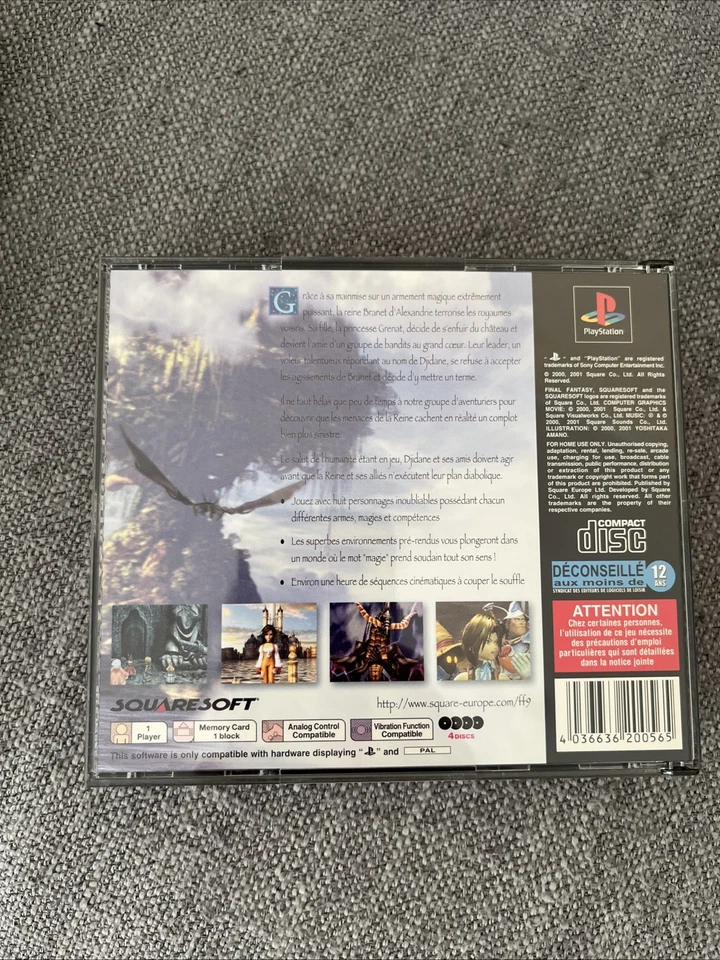 Grâce à sa mainmise sur un armement magique extrêmement
puissant, la reine Branet d'Alexandrie terrorise les royaumes
voisins. Sa fille, la princesse Grenat, décide de s'enfuir du château et
devient l'amie d'un groupe de bandits au grand cœur. Leur leader, un
voleur talentueux répondant au nom de Djidane, se refuse à accepter
les agissements de Branet et décide d'y mettre un terme.
Il ne faut hélas que peu de temps à notre groupe d'aventuriers pour
découvrir que les menaces de la Reine cachent en réalité un complot
bien plus sinistre.
Le salut de l'humanité étant en jeu, Djidane et ses amis doivent agir
avant que la Reine et ses alliés n'exécutent leur plan diabolique.
• Jouez avec huit personnages inoubliables possédant chacun
différentes armes, magies et compétences
• Les superbes environnements pré-rendus vous plongeront dans
un monde où le mot "magie" prend soudain tout son sens !
• Environ une heure de séquences cinématiques à couper le souffle
SQUARESOFT
http://www.square-europe.com/ff9
1
Player
Memory Card
1 block
Analog Control
Compatible
Vibration Function
Compatible
4 DISCS
This software is only compatible with hardware displaying " " and PAL
PlayStation
" " and "PlayStation" are registered
trademarks of Sony Computer Entertainment Inc.
© 2000, 2001 Square Co., Ltd. All Rights
Reserved.
FINAL FANTASY, SQUARESOFT and the
SQUARESOFT logos are registered trademarks
of Square Co., Ltd. COMPUTER GRAPHICS
MOVIE: © 2000, 2001 Square Co., Ltd. &
Square Visualworks Co., Ltd. MUSIC: ℗ & ©
2000, 2001 Square Sounds Co., Ltd.
ILLUSTRATION: © 2000, 2001 YOSHITAKA
AMANO.
FOR HOME USE ONLY. Unauthorised copying,
adaptation, rental, lending, re-sale, arcade
use, charging for use, broadcast, cable
transmission, public performance, distribution
or extraction of this product or any
trademark or copyright work that forms part
of this product are prohibited. Published by
Square Europe Ltd. Developed by Square
Co., Ltd. All rights reserved. All other
trademarks are the property of their
respective companies.
COMPACT
disc
DÉCONSEILLÉ
aux moins de
12
ANS
SYNDICAT DES EDITEURS DE LOGICIELS DE LOISIR
ATTENTION
Chez certaines personnes,
l'utilisation de ce jeu nécessite
des précautions d'emploi
particulières qui sont détaillées
dans la notice jointe
4 036636 200565